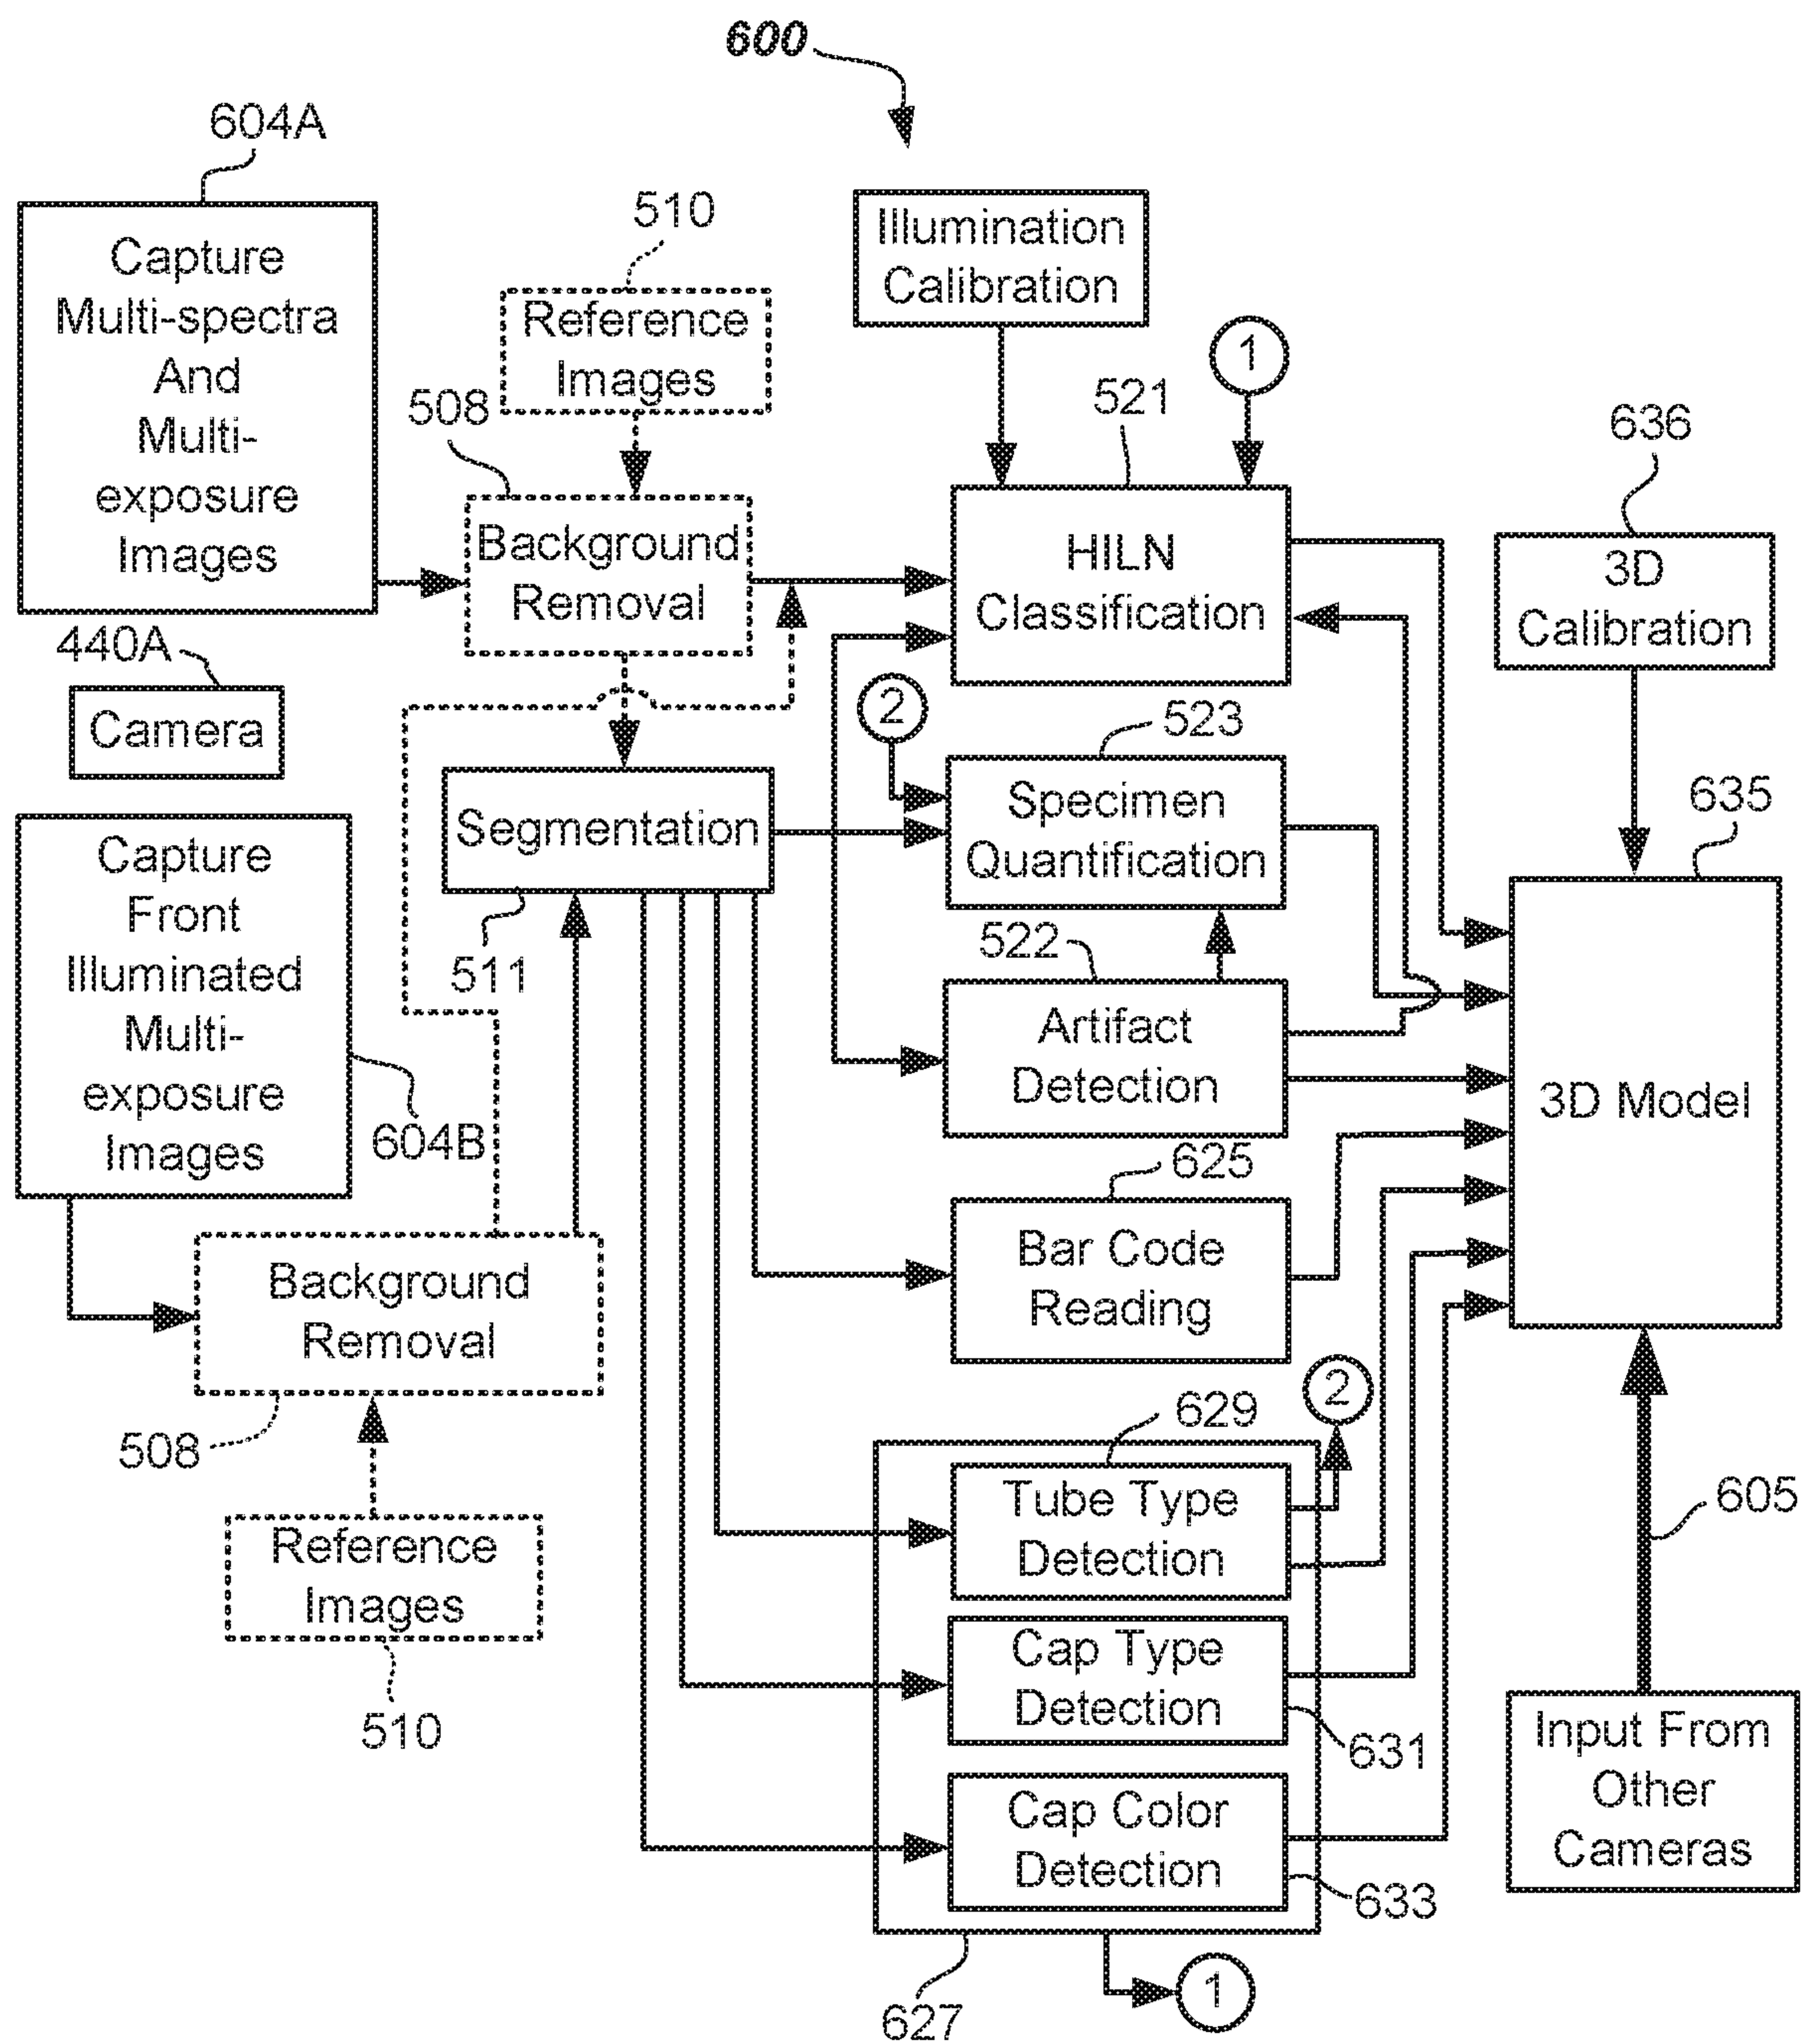 600
604A
Capture
Multi-spectra
And
Multi-
exposure
Images
510
Reference
Images
Illumination
Calibration
1
508
Background
Removal
521
HILN
Classification
636
3D
Calibration
440A
Camera
2
523
Specimen
Quantification
Segmentation
511
635
3D Model
Capture
Front
Illuminated
Multi-
exposure
Images
604B
522
Artifact
Detection
625
Bar Code
Reading
Background
Removal
508
2
629
Tube Type
Detection
605
Reference
Images
510
Cap Type
Detection
631
Input From
Other
Cameras
Cap Color
Detection
633
627
1